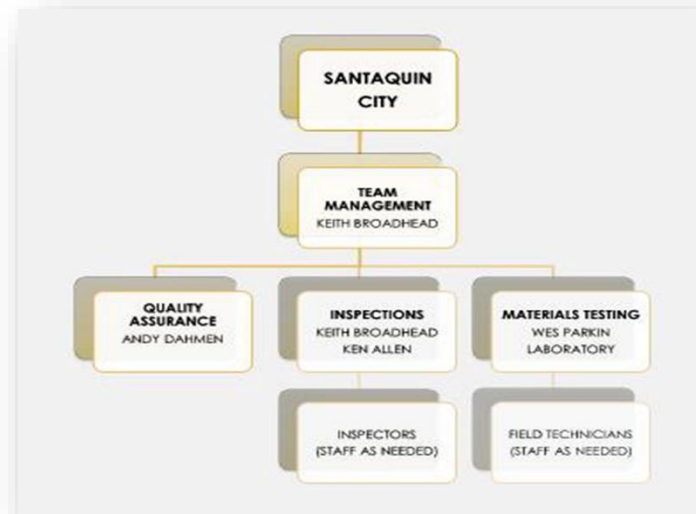 SANTAQUIN
CITY
TEAM
MANAGEMENT
KEITH BROADHEAD
QUALITY
ASSURANCE
ANDY DAHMEN
INSPECTIONS
KEITH BROADHEAD
KEN ALLEN
MATERIALS TESTING
WES PARKIN
LABORATORY
INSPECTORS
(STAFF AS NEEDED)
FIELD TECHNICIANS
(STAFF AS NEEDED)